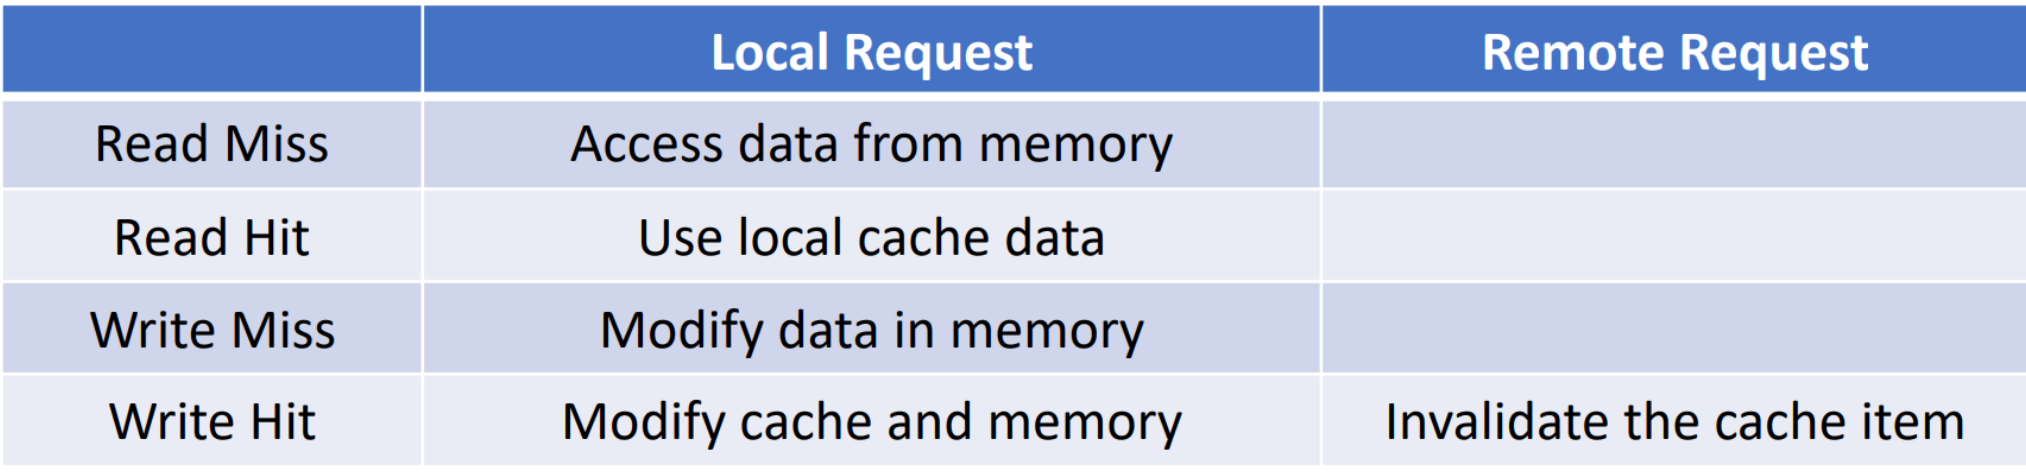 Local Request
Remote Request
Read Miss
Access data from memory
Read Hit
Use local cache data
Write Miss
Modify data in memory
Write Hit
Modify cache and memory
Invalidate the cache item